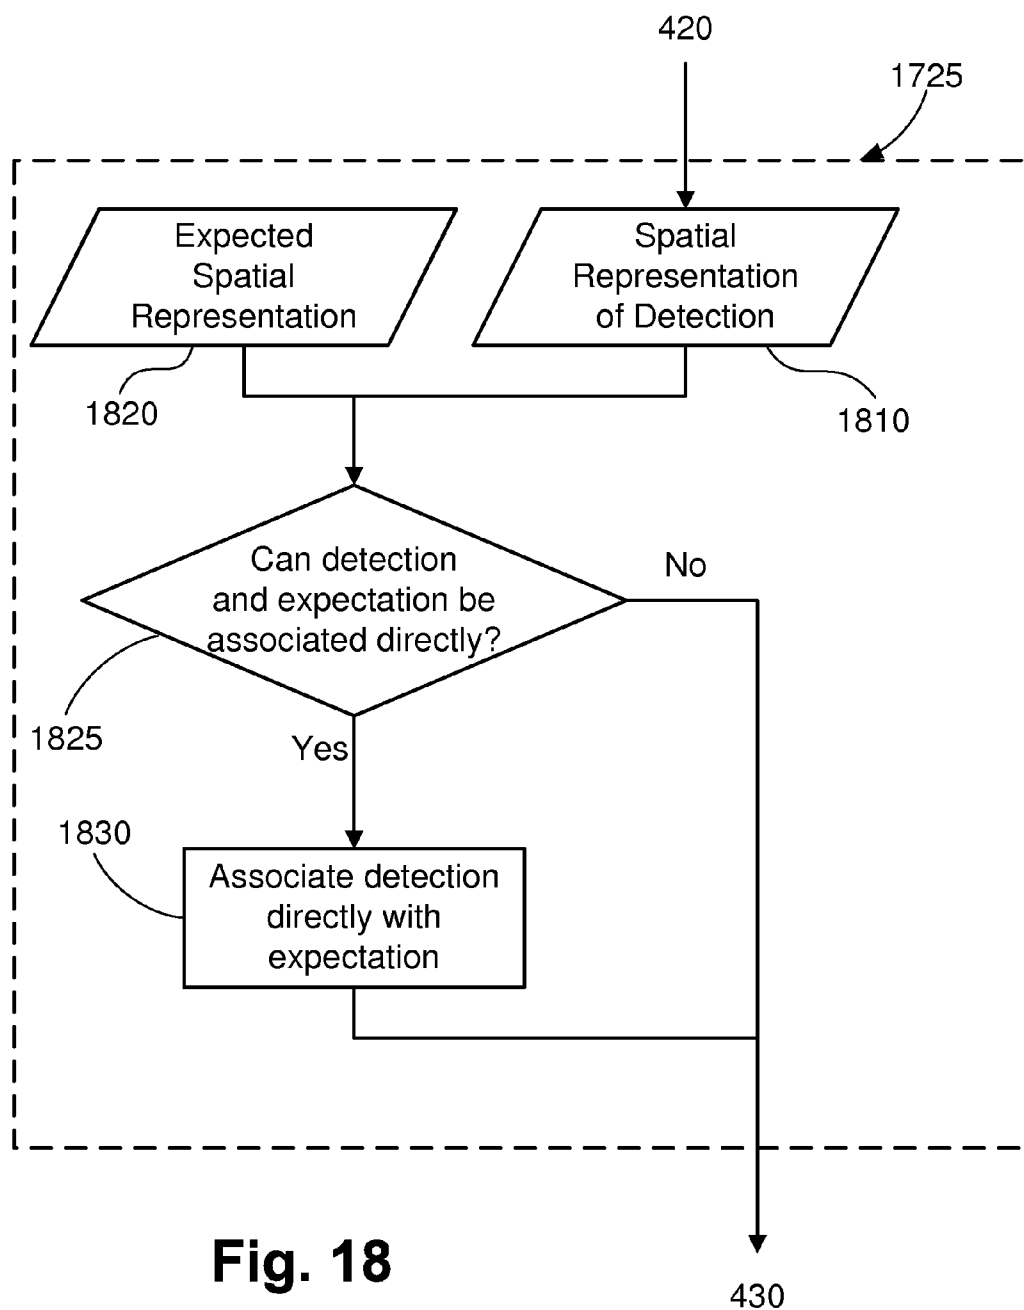 420
1725
Expected
Spatial
Representation
Spatial
Representation
of Detection
1820
1810
Can detection
and expectation be
associated directly?
No
1825
Yes
1830
Associate detection
directly with
expectation
Fig. 18
430